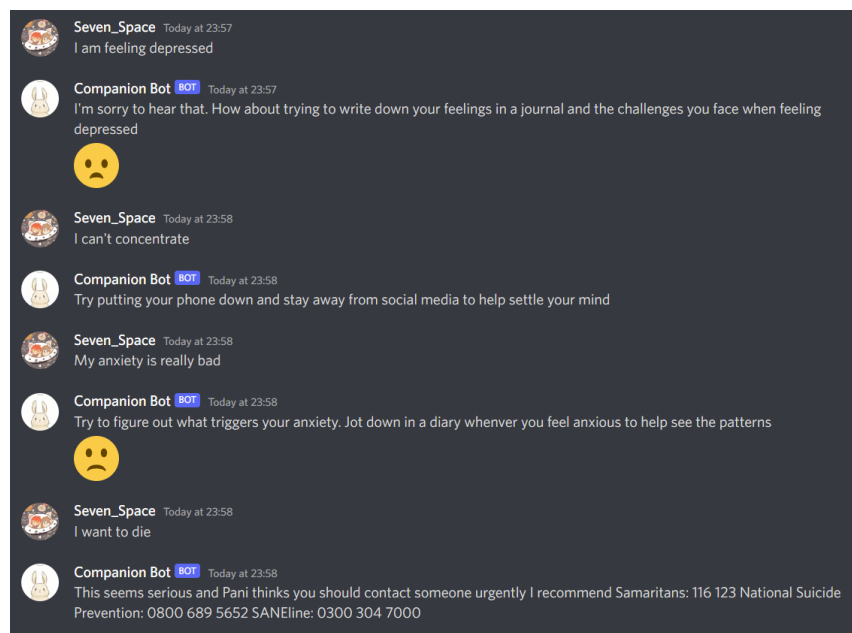 Seven_Space Today at 23:57
I am feeling depressed
Companion Bot BOT Today at 23:57
I'm sorry to hear that. How about trying to write down your feelings in a journal and the challenges you face when feeling
depressed
Seven_Space Today at 23:58
I can't concentrate
Companion Bot BOT Today at 23:58
Try putting your phone down and stay away from social media to help settle your mind
Seven_Space Today at 23:58
My anxiety is really bad
Companion Bot BOT Today at 23:58
Try to figure out what triggers your anxiety. Jot down in a diary whenver you feel anxious to help see the patterns
Seven_Space Today at 23:58
I want to die
Companion Bot BOT Today at 23:58
This seems serious and Pani thinks you should contact someone urgently I recommend Samaritans: 116 123 National Suicide
Prevention: 0800 689 5652 SANEline: 0300 304 7000